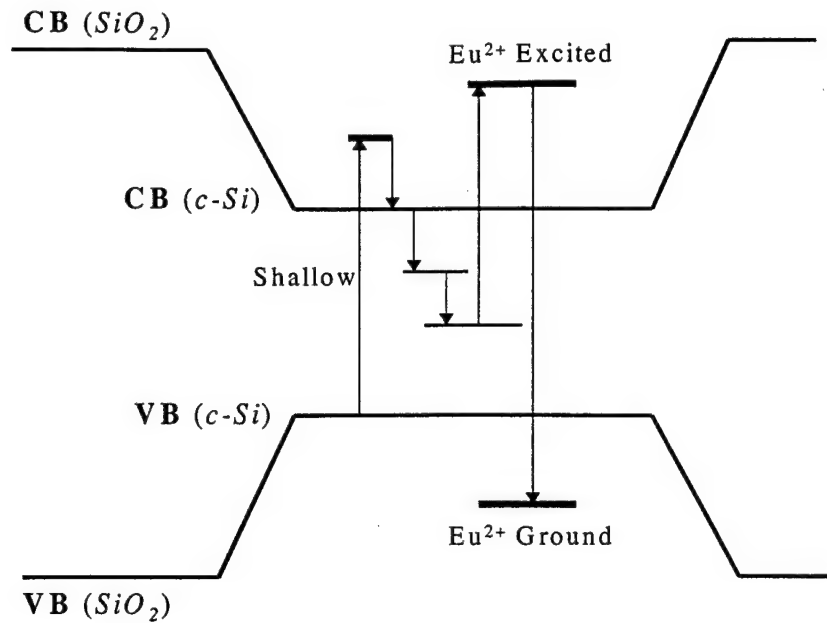 CB (SiO₂)
Eu²⁺ Excited
CB (c-Si)
Shallow
VB (c-Si)
Eu²⁺ Ground
VB (SiO₂)